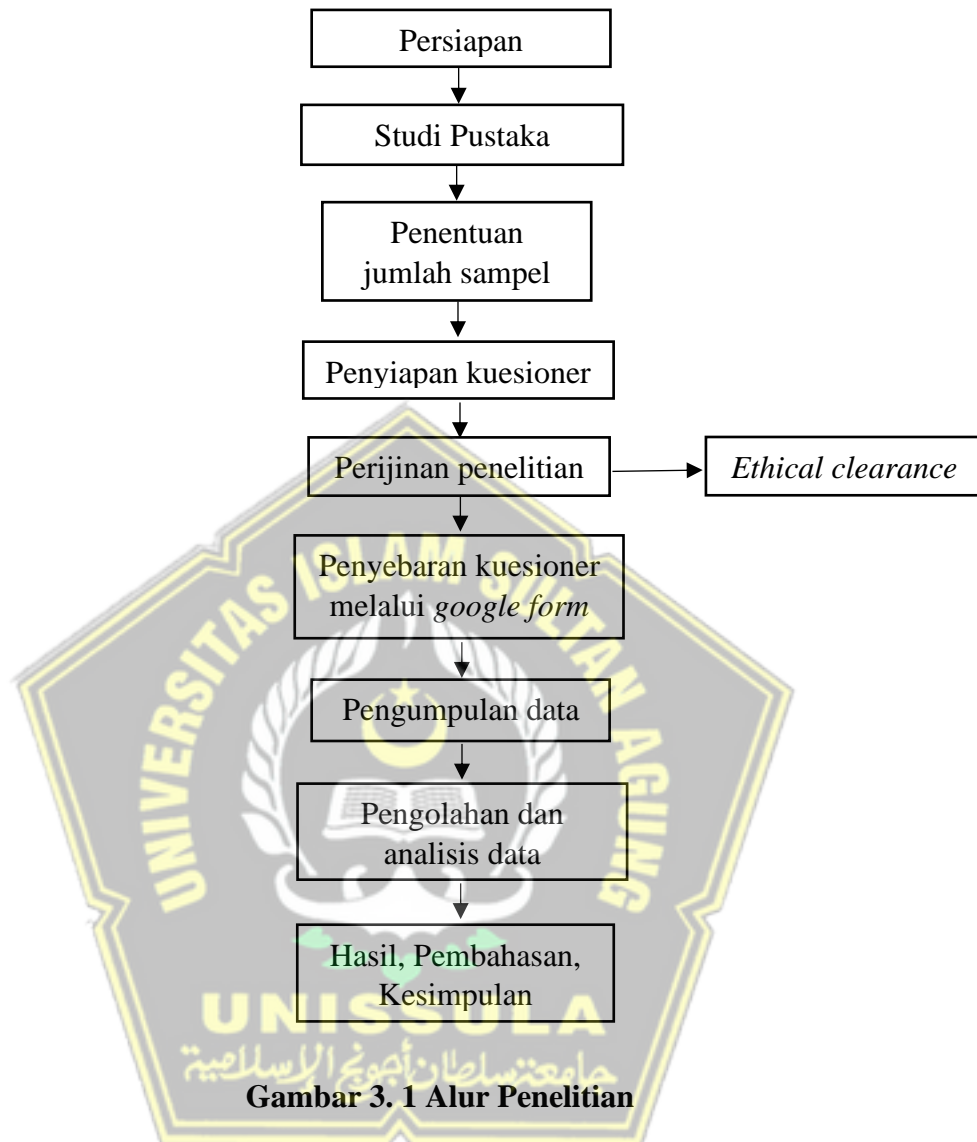 Persiapan
Studi Pustaka
Penentuan
jumlah sampel
Penyiapan kuesioner
Perijinan penelitian
Ethical clearance
Penyebaran kuesioner
melalui google form
Pengumpulan data
Pengolahan dan
analisis data
Hasil, Pembahasan,
Kesimpulan
UNIVERSITAS ISLAM SULTAN AGUNG
UNISSULA
جامعة سلطان أجونج الإسلامية
Gambar 3. 1 Alur Penelitian